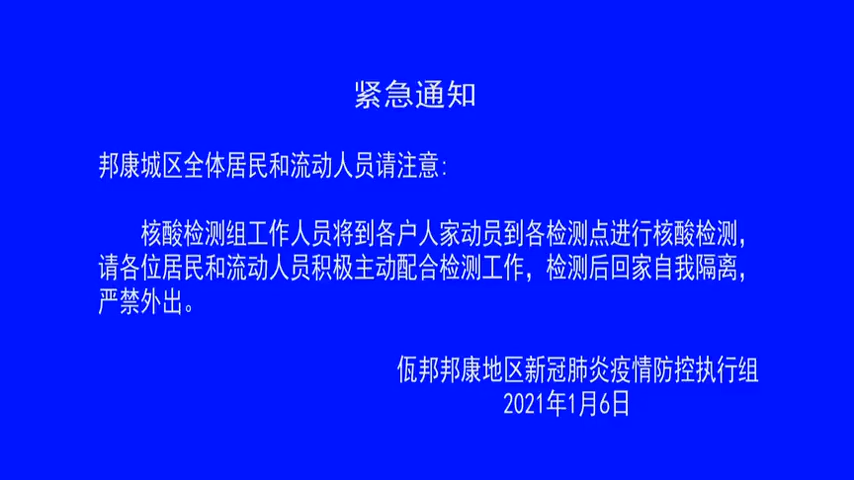 紧急通知
邦康城区全体居民和流动人员请注意:
核酸检测组工作人员将到各户人家动员到各检测点进行核酸检测，
请各位居民和流动人员积极主动配合检测工作，检测后回家自我隔离，
严禁外出。
佤邦邦康地区新冠肺炎疫情防控执行组
2021年1月6日